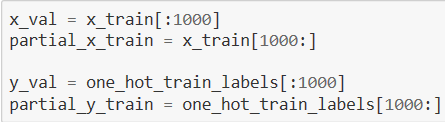 x_val = x_train[:1000]
partial_x_train = x_train[1000:]
y_val = one_hot_train_labels[:1000]
partial_y_train = one_hot_train_labels[1000:]